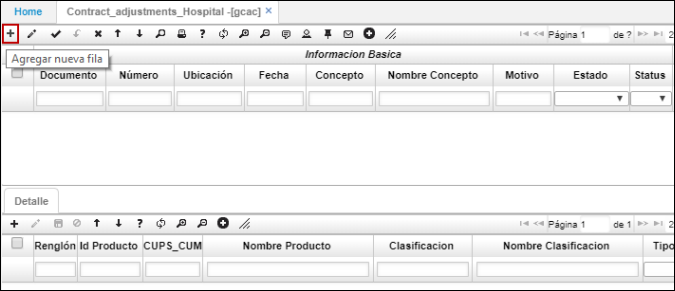 Home Contract_adjustments_Hospital -[gcac] ×
Página 1 de ? 2
Agregar nueva fila
Informacion Basica
Documento Número Ubicación Fecha Concepto Nombre Concepto Motivo Estado Status
Detalle
Página 1 de 1 2
Renglón Id Producto CUPS_CUM Nombre Producto Clasificacion Nombre Clasificacion Tipo